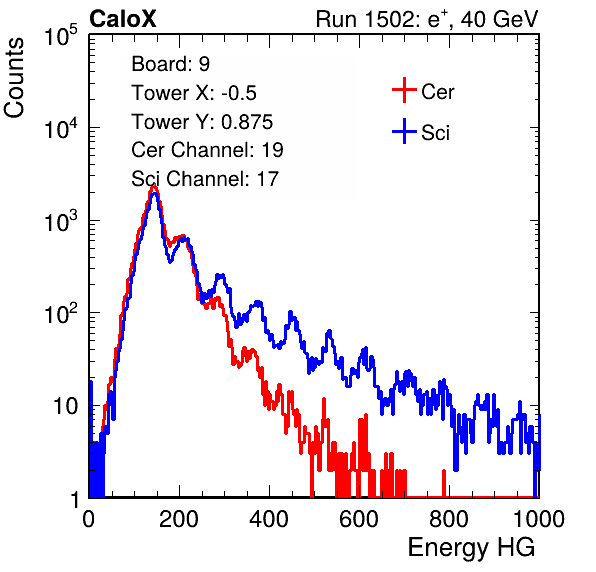 CaloX Run 1502: e⁺, 40 GeV
Counts
Board: 9
Tower X: -0.5
Tower Y: 0.875
Cer Channel: 19
Sci Channel: 17
Cer
Sci
10⁵
10⁴
10³
10²
10
1
0 200 400 600 800 1000
Energy HG